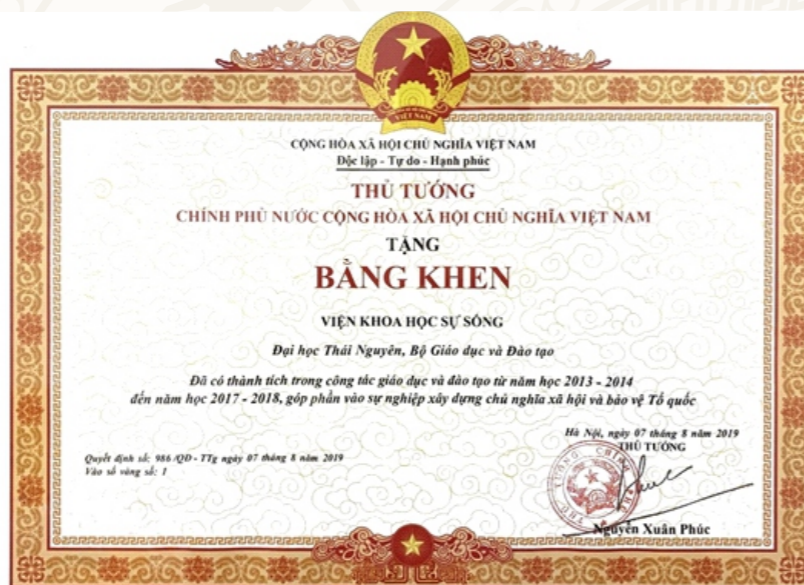 VIỆT NAM
CỘNG HÒA XÃ HỘI CHỦ NGHĨA VIỆT NAM
Độc lập - Tự do - Hạnh phúc
THỦ TƯỚNG
CHÍNH PHỦ NƯỚC CỘNG HÒA XÃ HỘI CHỦ NGHĨA VIỆT NAM
TẶNG
BẰNG KHEN
VIỆN KHOA HỌC SỰ SỐNG
Đại học Thái Nguyên, Bộ Giáo dục và Đào tạo
Đã có thành tích trong công tác giáo dục và đào tạo từ năm học 2013 - 2014
đến năm học 2017 - 2018, góp phần vào sự nghiệp xây dựng chủ nghĩa xã hội và bảo vệ Tổ quốc
Quyết định số: 986 /QĐ - TTg ngày 07 tháng 8 năm 2019
Vào sổ vàng số: 1
Hà Nội, ngày 07 tháng 8 năm 2019
THỦ TƯỚNG
THỦ TƯỚNG CHÍNH
Nguyễn Xuân Phúc